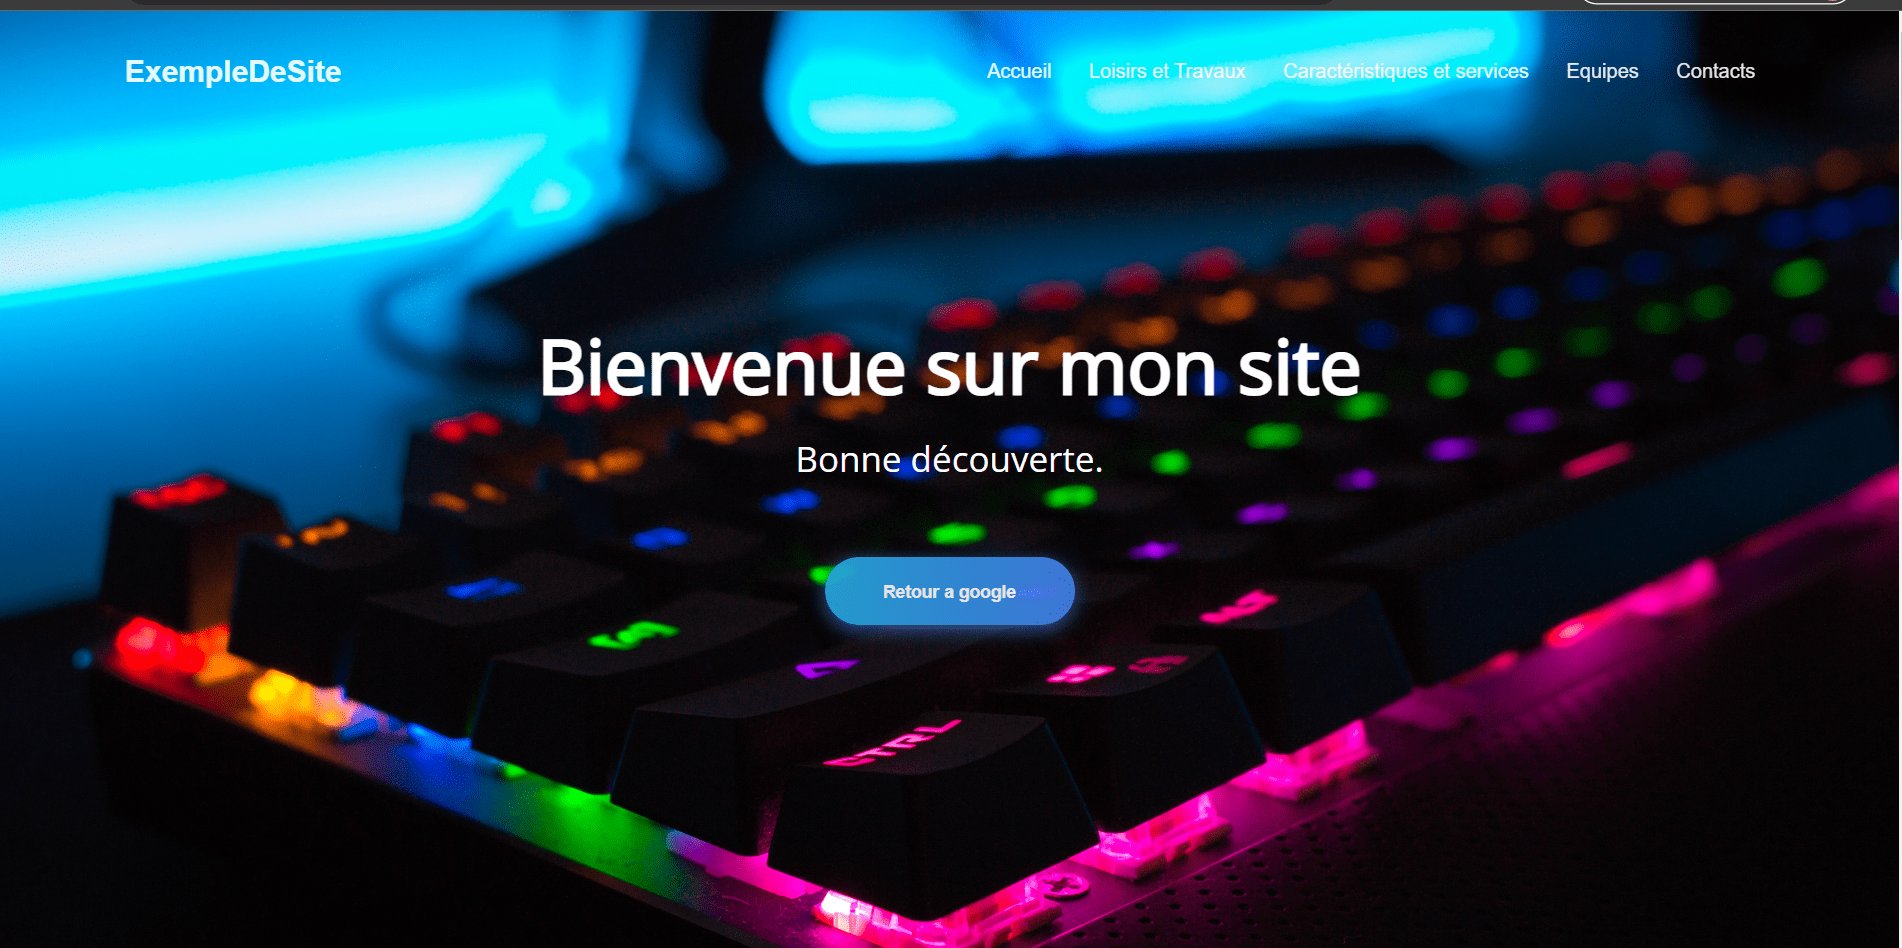 ExempleDeSite
Accueil Loisirs et Travaux Caractéristiques et services Equipes Contacts
Bienvenue sur mon site
Bonne découverte.
Retour a google
ALT
CTRL